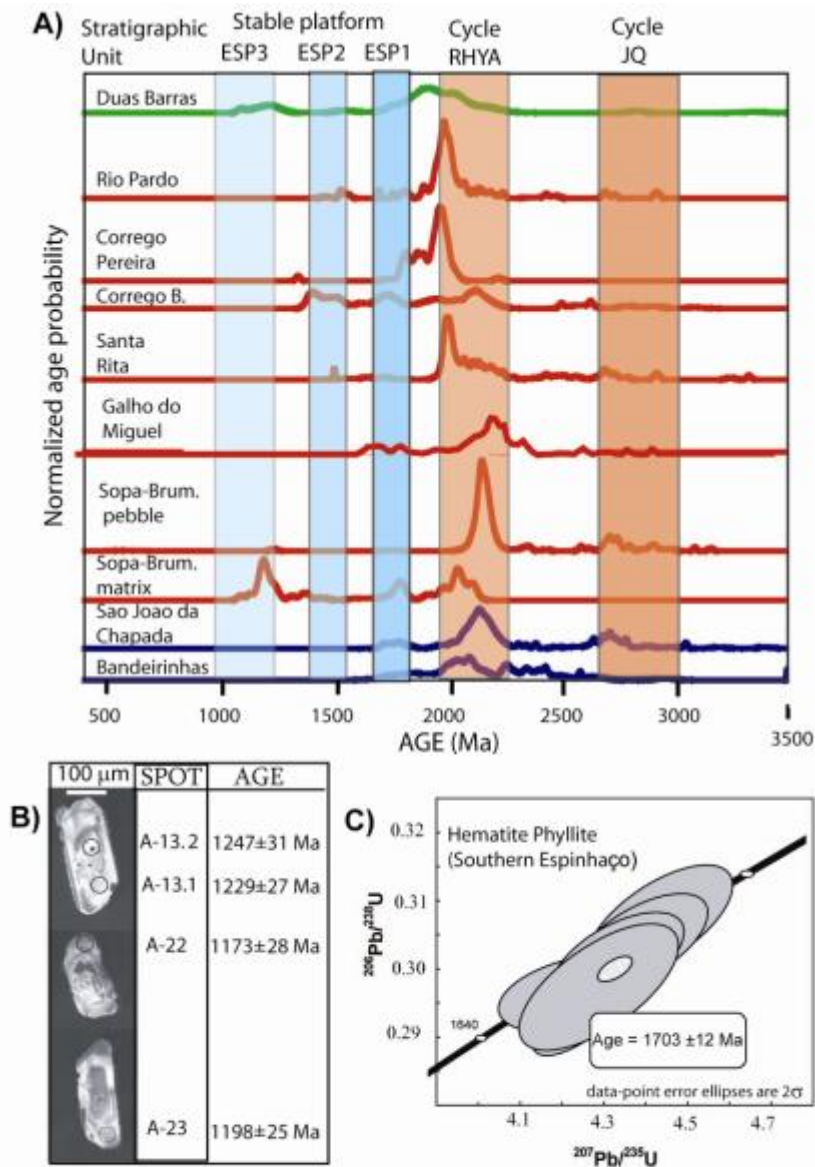 A)
Stratigraphic Unit
Stable platform
ESP3 ESP2 ESP1
Cycle RHYA
Cycle JQ
Normalized age probability
Duas Barras
Rio Pardo
Corrego
Pereira
Corrego B.
Santa
Rita
Galho do
Miguel
Sopa-Brum.
pebble
Sopa-Brum.
matrix
Sao Joao da
Chapada
Bandeirinhas
500 1000 1500 2000 2500 3000 3500
AGE (Ma)
B)
100 µm SPOT AGE
A-13.2 1247±31 Ma
A-13.1 1229±27 Ma
A-22 1173±28 Ma
A-23 1198±25 Ma
C)
Hematite Phyllite
(Southern Espinhaço)
²⁰⁶Pb/²³⁸U
0.32
0.31
0.30
0.29
1640
Age = 1703 ±12 Ma
data-point error ellipses are 2σ
4.1 4.3 4.5 4.7
²⁰⁷Pb/²³⁵U